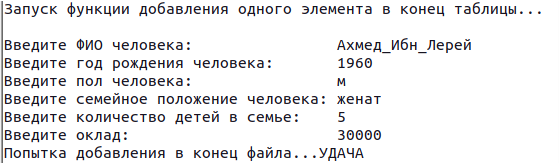 Запуск функции добавления одного элемента в конец таблицы...
Введите ФИО человека: Ахмед_Ибн_Лерей
Введите год рождения человека: 1960
Введите пол человека: м
Введите семейное положение человека: женат
Введите количество детей в семье: 5
Введите оклад: 30000
Попытка добавления в конец файла...УДАЧА